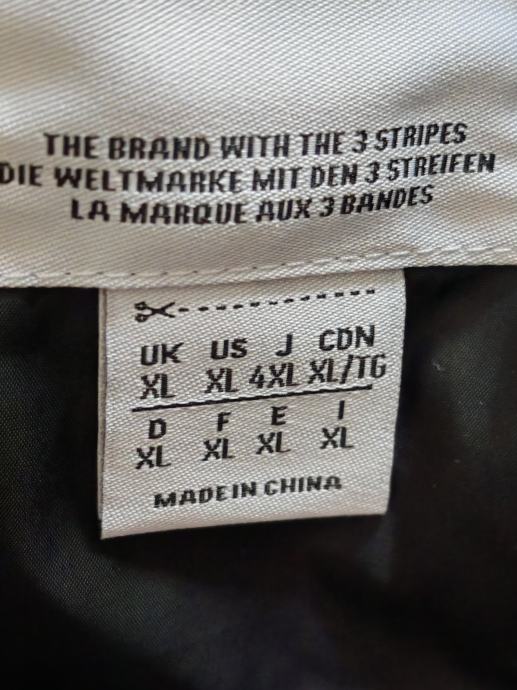 THE BRAND WITH THE 3 STRIPES
DIE WELTMARKE MIT DEN 3 STREIFEN
LA MARQUE AUX 3 BANDES
UK US J CDN
XL XL 4XL XL/TG
D F E I
XL XL XL XL
MADE IN CHINA